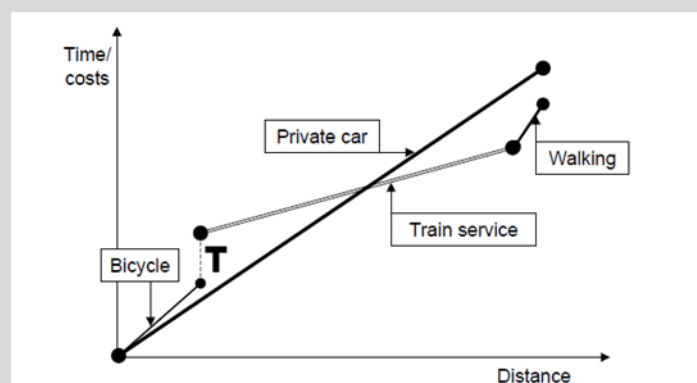 Time/
costs
Private car
Walking
Train service
Bicycle
T
Distance